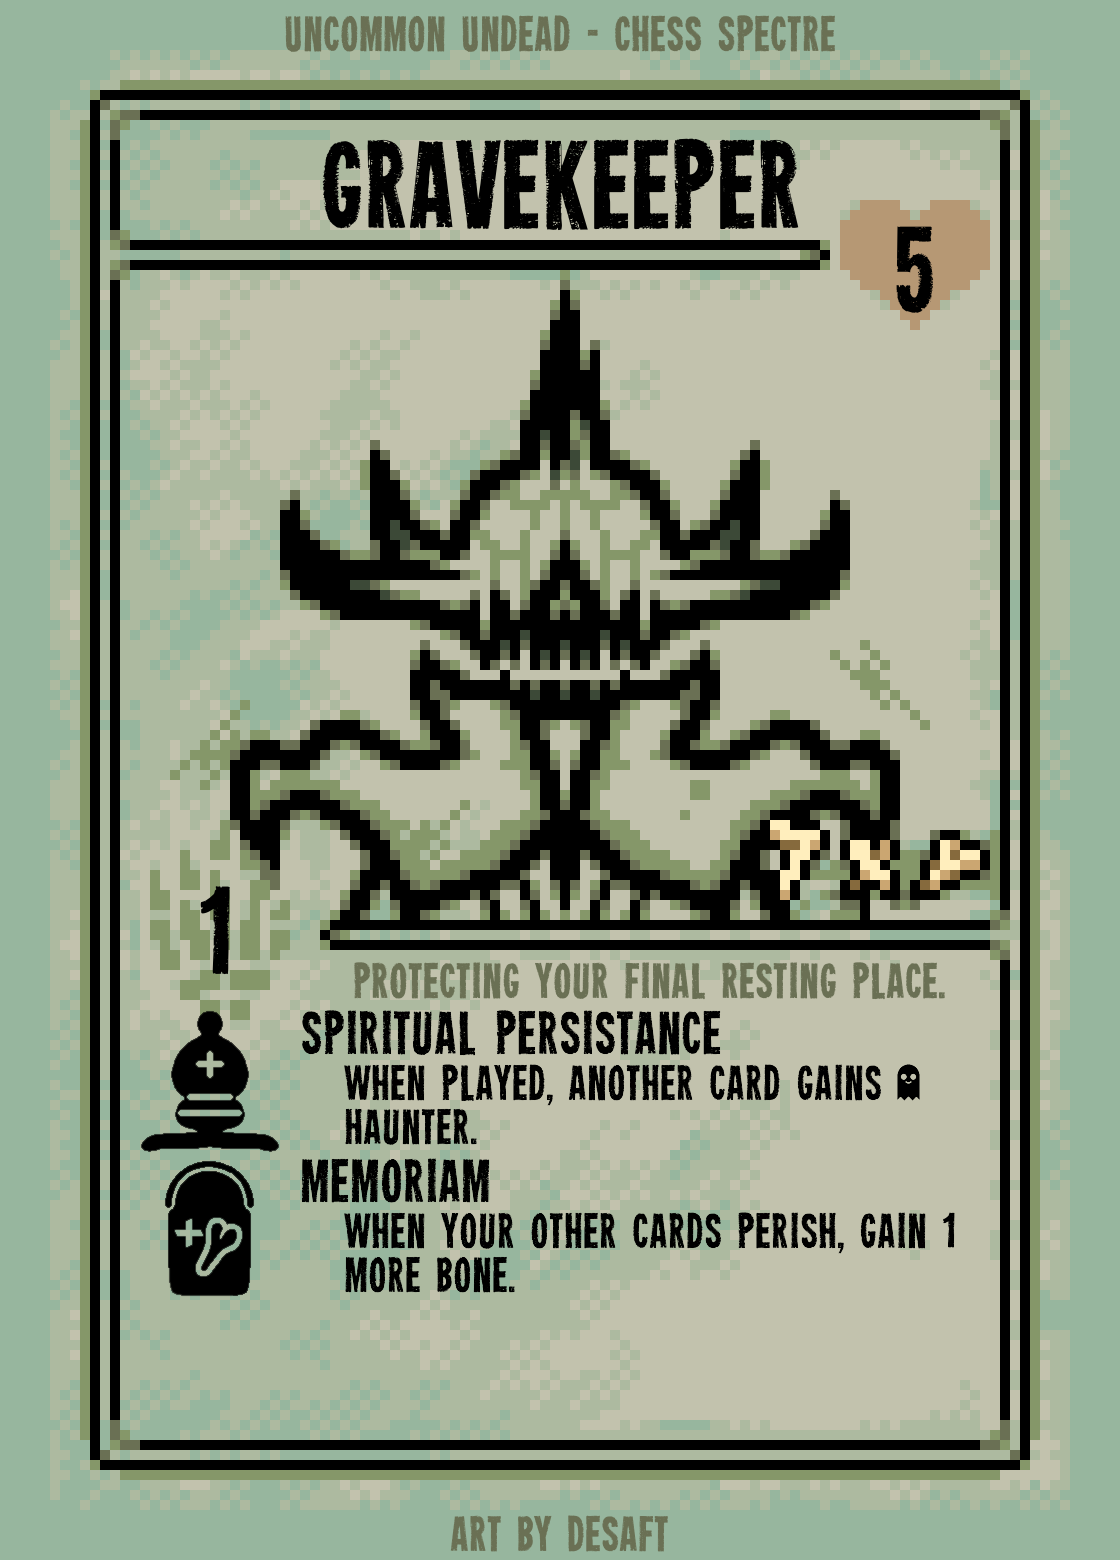 UNCOMMON UNDEAD - CHESS SPECTRE
GRAVEKEEPER
5
1
PROTECTING YOUR FINAL RESTING PLACE.
SPIRITUAL PERSISTANCE
WHEN PLAYED, ANOTHER CARD GAINS
HAUNTER.
MEMORIAM
WHEN YOUR OTHER CARDS PERISH, GAIN 1
MORE BONE.
ART BY DESAFT